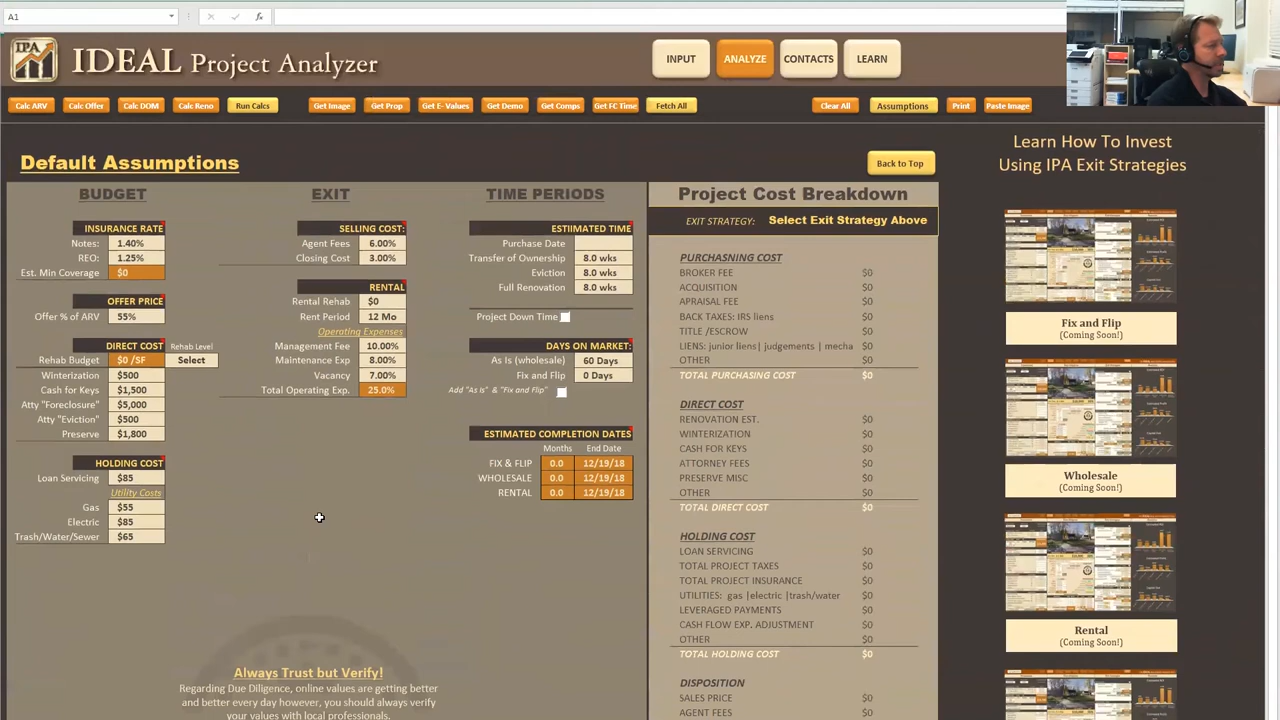 A1
fx
IPA
IDEAL Project Analyzer
INPUT
ANALYZE
CONTACTS
LEARN
Calc ARV
Calc Offer
Calc DOM
Calc Reno
Run Calcs
Get Image
Get Prop
Get E- Values
Get Demo
Get Comps
Get FC Time
Fetch All
Clear All
Assumptions
Print
Paste Image
Default Assumptions
Back to Top
BUDGET
INSURANCE RATE
Notes: 1.40%
REO: 1.25%
Est. Min Coverage $0
OFFER PRICE
Offer % of ARV 55%
DIRECT COST Rehab Level
Rehab Budget $0 /SF Select
Winterization $500
Cash for Keys $1,500
Atty "Foreclosure" $5,000
Atty "Eviction" $500
Preserve $1,800
HOLDING COST
Loan Servicing $85
Utility Costs
Gas $55
Electric $85
Trash/Water/Sewer $65
EXIT
SELLING COST:
Agent Fees 6.00%
Closing Cost 3.00%
RENTAL
Rental Rehab $0
Rent Period 12 Mo
Operating Expenses
Management Fee 10.00%
Maintenance Exp 8.00%
Vacancy 7.00%
Total Operating Exp. 25.0%
TIME PERIODS
ESTIIMATED TIME
Purchase Date
Transfer of Ownership 8.0 wks
Eviction 8.0 wks
Full Renovation 8.0 wks
Project Down Time
DAYS ON MARKET:
As Is (wholesale) 60 Days
Fix and Flip 0 Days
Add "As Is" & "Fix and Flip"
ESTIMATED COMPLETION DATES
Months End Date
FIX & FLIP 0.0 12/19/18
WHOLESALE 0.0 12/19/18
RENTAL 0.0 12/19/18
Always Trust but Verify!
Regarding Due Diligence, online values are getting better
and better every day however, you should always verify
your values with local professionals.
Project Cost Breakdown
EXIT STRATEGY: Select Exit Strategy Above
PURCHASNING COST
BROKER FEE $0
ACQUISITION $0
APRAISAL FEE $0
BACK TAXES: IRS liens $0
TITLE /ESCROW $0
LIENS: junior liens| judgements | mecha $0
OTHER $0
TOTAL PURCHASING COST $0
DIRECT COST
RENOVATION EST. $0
WINTERIZATION $0
CASH FOR KEYS $0
ATTORNEY FEES $0
PRESERVE MISC $0
OTHER $0
TOTAL DIRECT COST $0
HOLDING COST
LOAN SERVICING $0
TOTAL PROJECT TAXES $0
TOTAL PROJECT INSURANCE $0
UTILITIES: gas |electric |trash/water $0
LEVERAGED PAYMENTS $0
CASH FLOW EXP. ADJUSTMENT $0
OTHER $0
TOTAL HOLDING COST $0
DISPOSITION
SALES PRICE $0
AGENT FEES $0
Learn How To Invest
Using IPA Exit Strategies
Fix and Flip
(Coming Soon!)
Wholesale
(Coming Soon!)
Rental
(Coming Soon!)